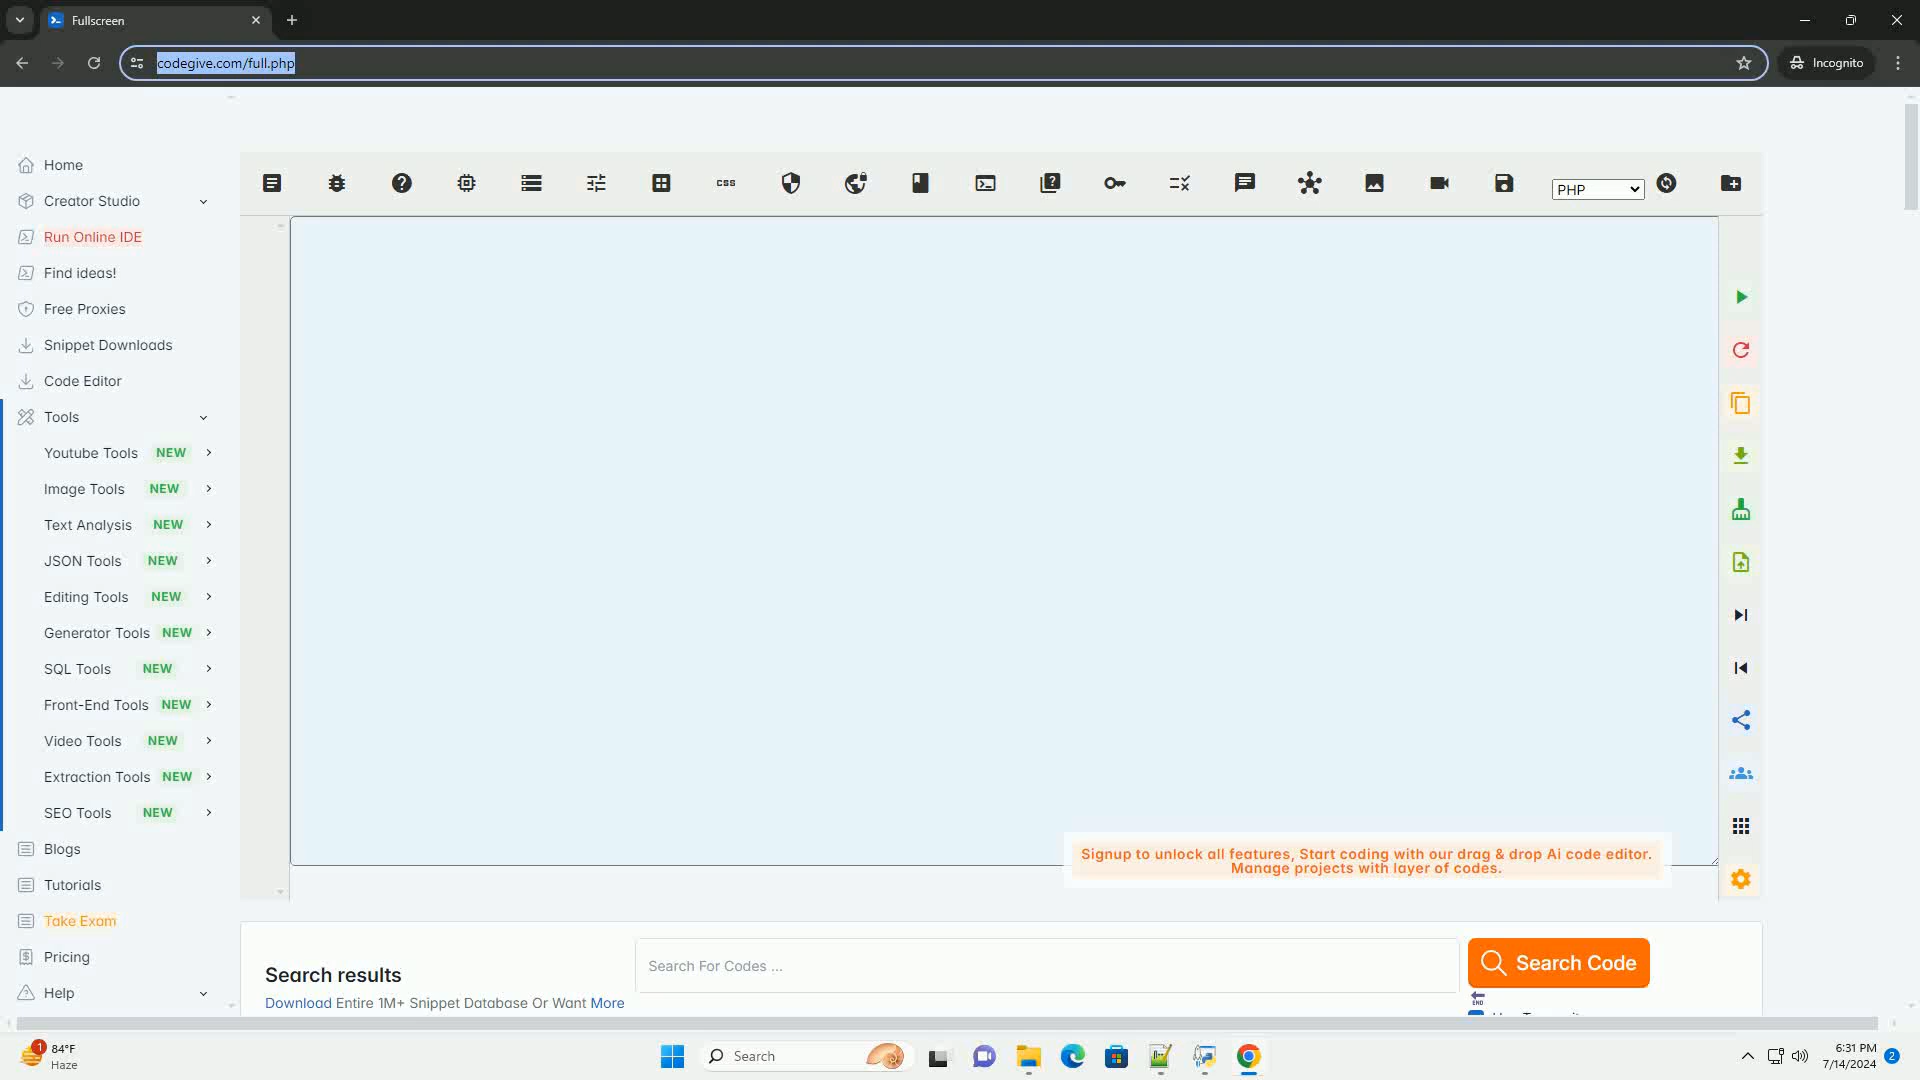 Fullscreen
codegive.com/full.php
Incognito
Home
Creator Studio
Run Online IDE
Find ideas!
Free Proxies
Snippet Downloads
Code Editor
Tools
Youtube Tools NEW
Image Tools NEW
Text Analysis NEW
JSON Tools NEW
Editing Tools NEW
Generator Tools NEW
SQL Tools NEW
Front-End Tools NEW
Video Tools NEW
Extraction Tools NEW
SEO Tools NEW
Blogs
Tutorials
Take Exam
Pricing
Help
css
PHP
Signup to unlock all features, Start coding with our drag & drop Ai code editor.
Manage projects with layer of codes.
Search results
Download Entire 1M+ Snippet Database Or Want More
Search For Codes ...
Search Code
END
1
84°F
Haze
Search
6:31 PM
7/14/2024
2